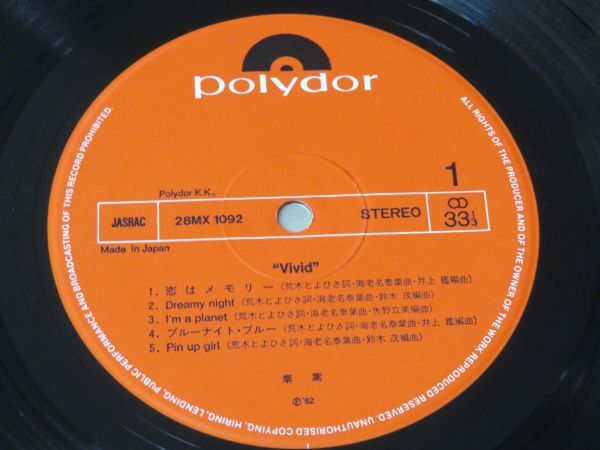 polydor
1
Polydor K.K.,
JASRAC
28MX 1092
STEREO
33 1/3
Made in Japan
“Vivid”
1. 恋はメモリー (荒木とよひさ詞・海老名泰葉曲・井上 鑑編曲)
2. Dreamy night (荒木とよひさ詞・海老名泰葉曲・鈴木 茂編曲)
3. I'm a planet (荒木とよひさ詞・海老名泰葉曲・矢野立美編曲)
4. ブルーナイト・ブルー (荒木とよひさ詞・海老名泰葉曲・井上 鑑編曲)
5. Pin up girl (荒木とよひさ詞・海老名泰葉曲・鈴木 茂編曲)
泰 葉
℗'82
ALL RIGHTS OF THE PRODUCER AND OF THE OWNER OF THE WORK REPRODUCED RESERVED. UNAUTHORISED COPYING, HIRING, LENDING, PUBLIC PERFORMANCE AND BROADCASTING OF THIS RECORD PROHIBITED.